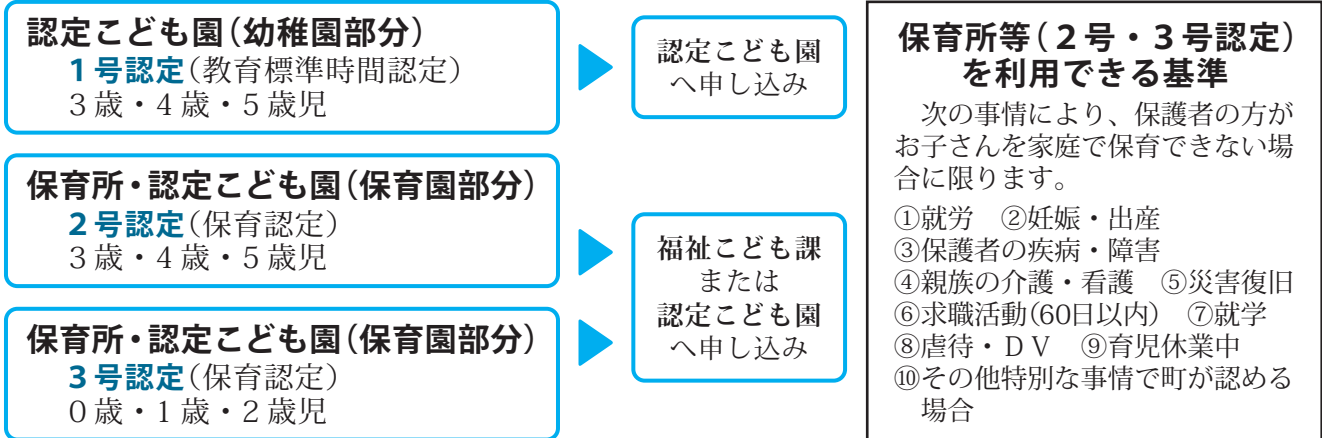 認定こども園(幼稚園部分)
1号認定(教育標準時間認定)
3歳・4歳・5歳児
認定こども園
へ申し込み
保育所・認定こども園(保育園部分)
2号認定(保育認定)
3歳・4歳・5歳児
保育所・認定こども園(保育園部分)
3号認定(保育認定)
0歳・1歳・2歳児
福祉こども課
または
認定こども園
へ申し込み
保育所等(2号・3号認定)
を利用できる基準
次の事情により、保護者の方が
お子さんを家庭で保育できない場
合に限ります。
①就労 ②妊娠・出産
③保護者の疾病・障害
④親族の介護・看護 ⑤災害復旧
⑥求職活動(60日以内) ⑦就学
⑧虐待・DV ⑨育児休業中
⑩その他特別な事情で町が認める
場合